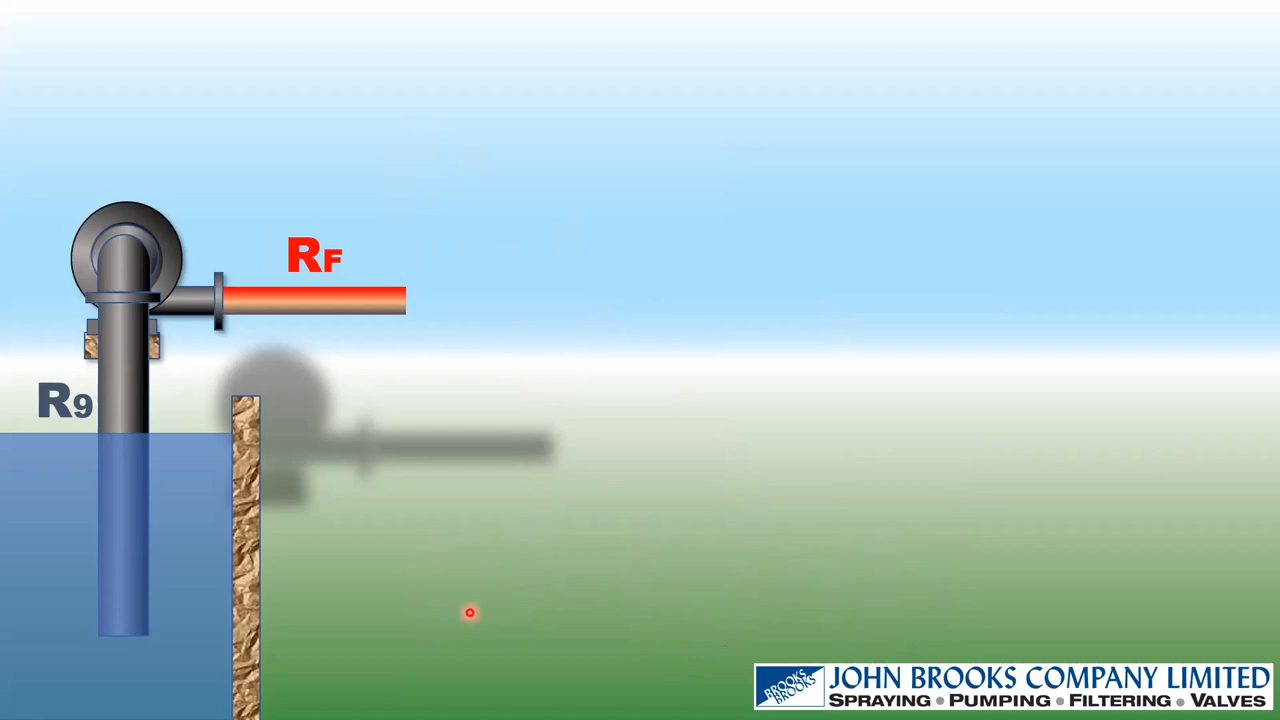 RF
R9
BROOKS
BROOKS
JOHN BROOKS COMPANY LIMITED
SPRAYING • PUMPING • FILTERING • VALVES